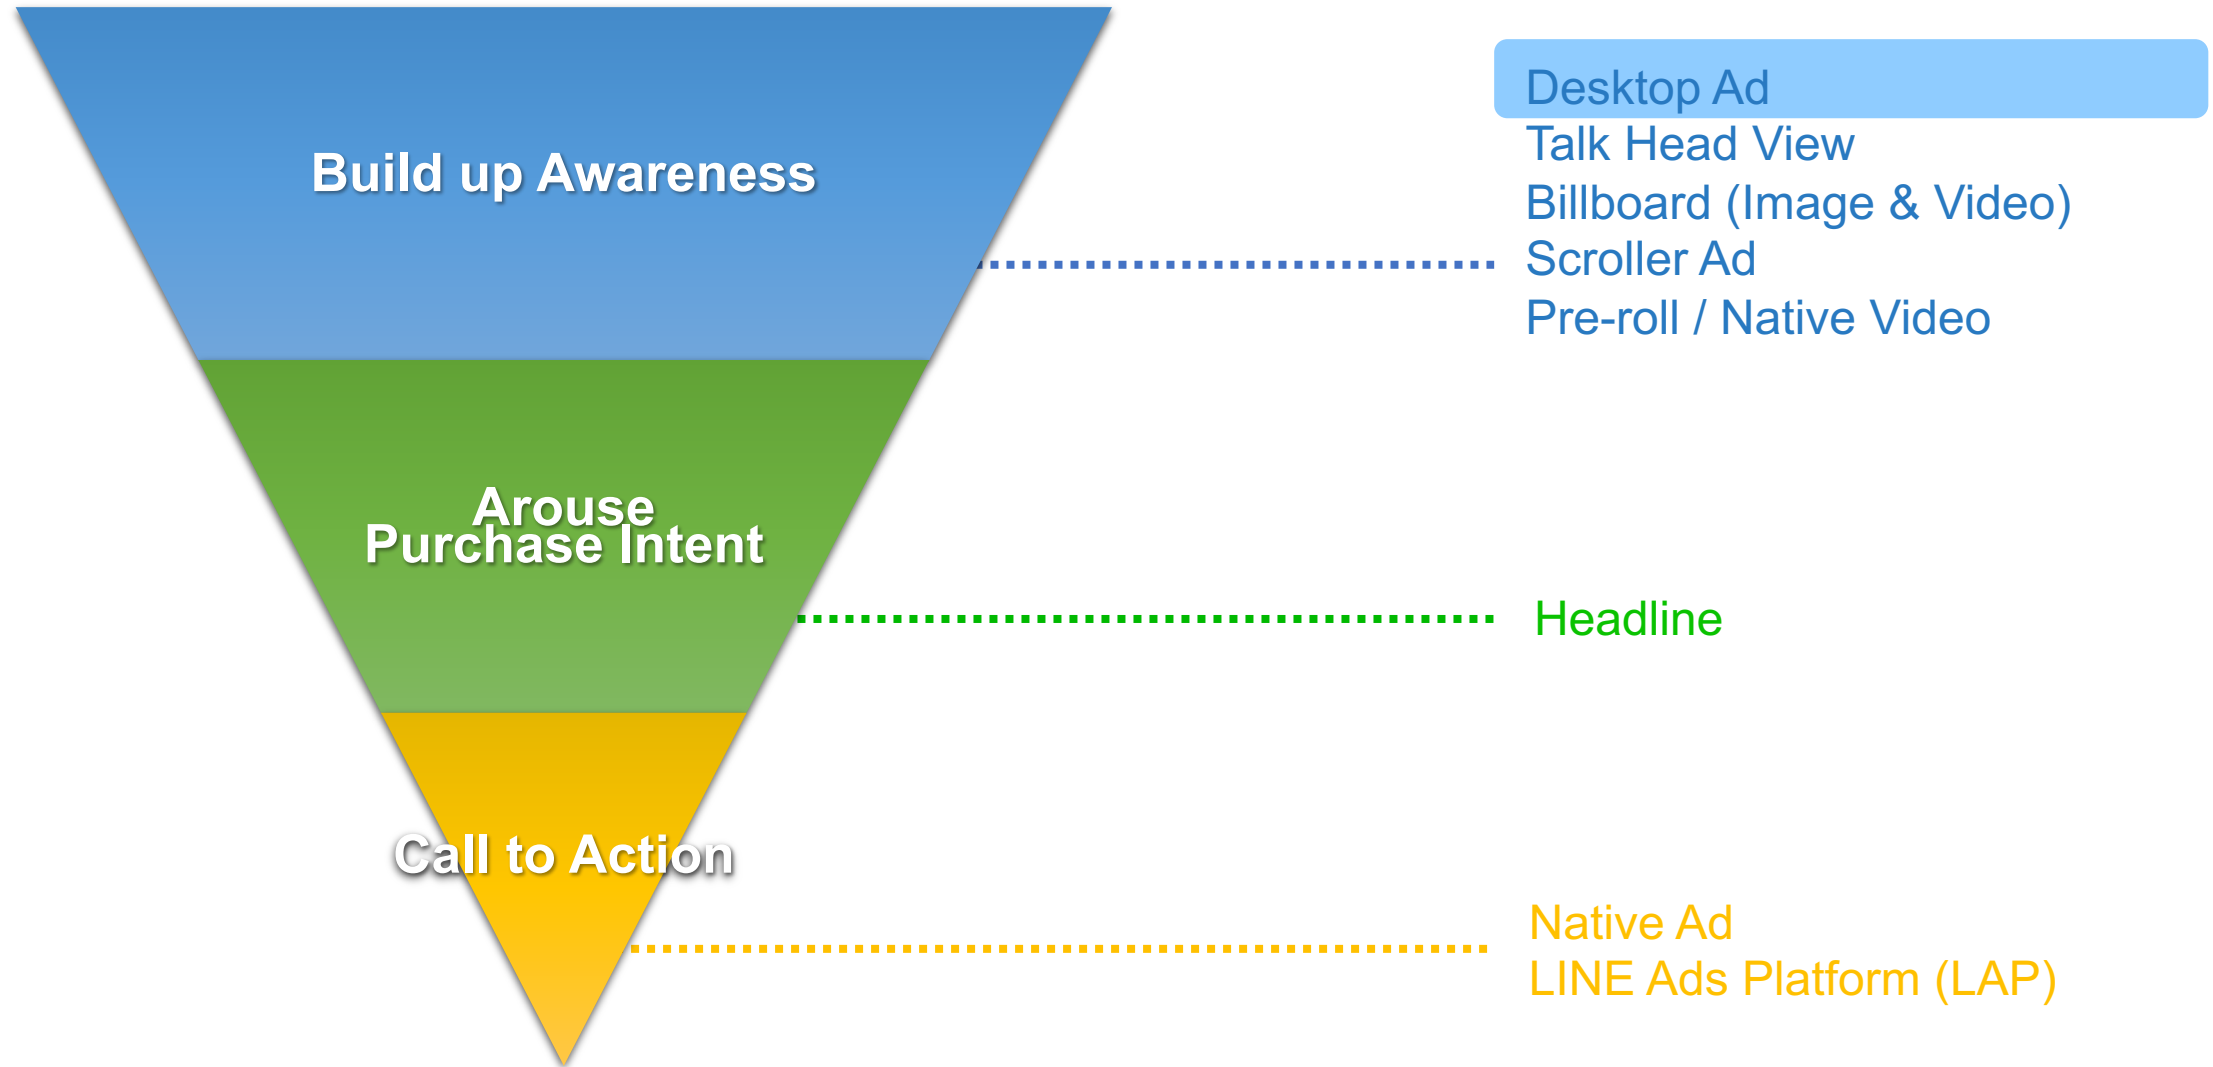 Build up Awareness
Desktop Ad
Talk Head View
Billboard (Image & Video)
Scroller Ad
Pre-roll / Native Video
Arouse
Purchase Intent
Headline
Call to Action
Native Ad
LINE Ads Platform (LAP)